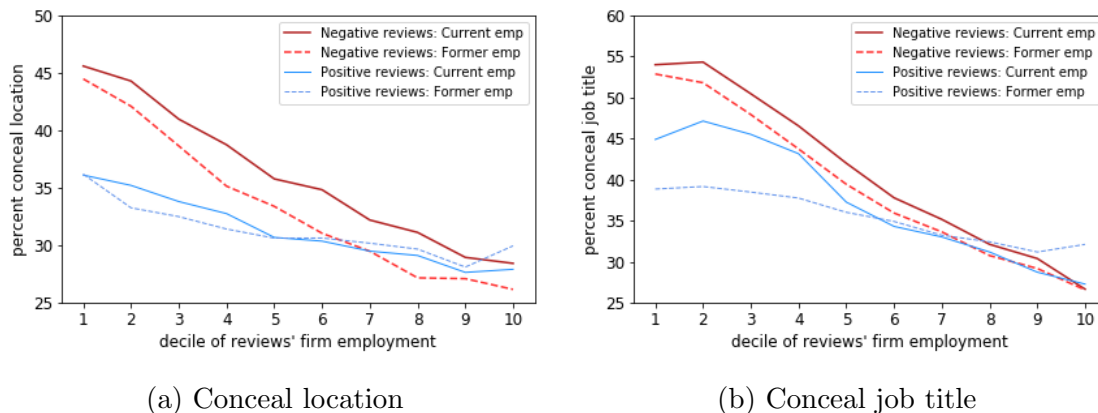 50
45
40
35
30
25
percent conceal location
Negative reviews: Current emp
Negative reviews: Former emp
Positive reviews: Current emp
Positive reviews: Former emp
1 2 3 4 5 6 7 8 9 10
decile of reviews' firm employment
(a) Conceal location
60
55
50
45
40
35
30
25
percent conceal job title
Negative reviews: Current emp
Negative reviews: Former emp
Positive reviews: Current emp
Positive reviews: Former emp
1 2 3 4 5 6 7 8 9 10
decile of reviews' firm employment
(b) Conceal job title